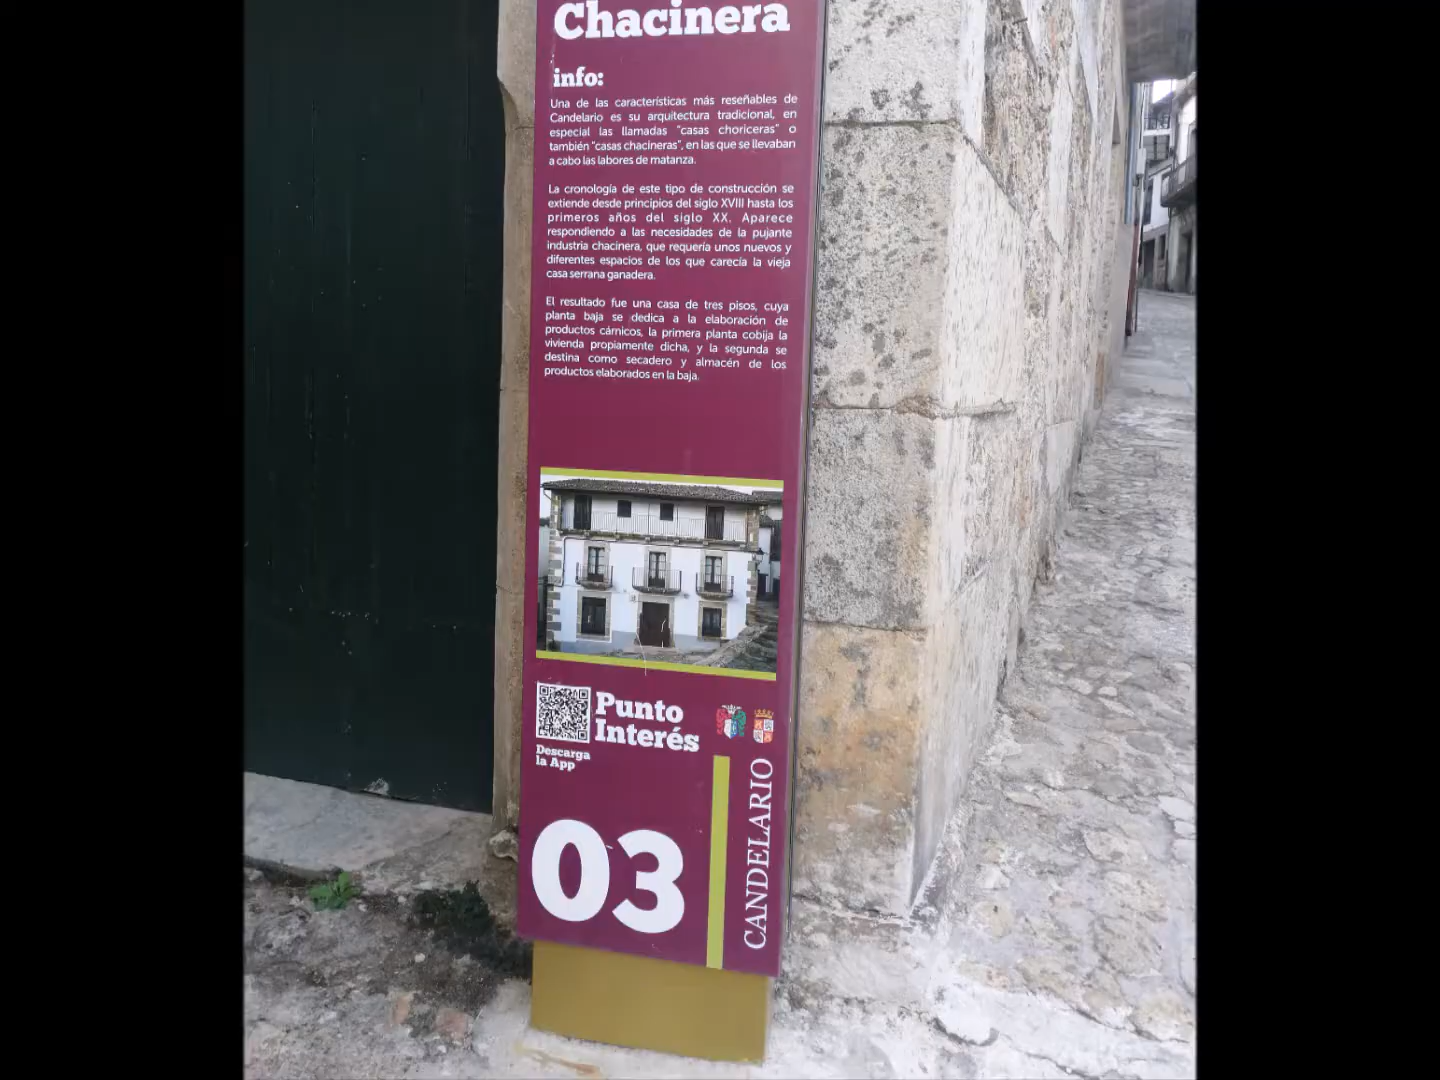 Chacinera
info:
Una de las características más reseñables de
Candelario es su arquitectura tradicional, en
especial las llamadas "casas choriceras" o
también "casas chacineras", en las que se llevaban
a cabo las labores de matanza.
La cronología de este tipo de construcción se
extiende desde principios del siglo XVIII hasta los
primeros años del siglo XX. Aparece
respondiendo a las necesidades de la pujante
industria chacinera, que requería unos nuevos y
diferentes espacios de los que carecía la vieja
casa serrana ganadera.
El resultado fue una casa de tres pisos, cuya
planta baja se dedica a la elaboración de
productos cárnicos, la primera planta cobija la
vivienda propiamente dicha, y la segunda se
destina como secadero y almacén de los
productos elaborados en la baja.
Punto
Interés
Descarga
la App
03
CANDELARIO